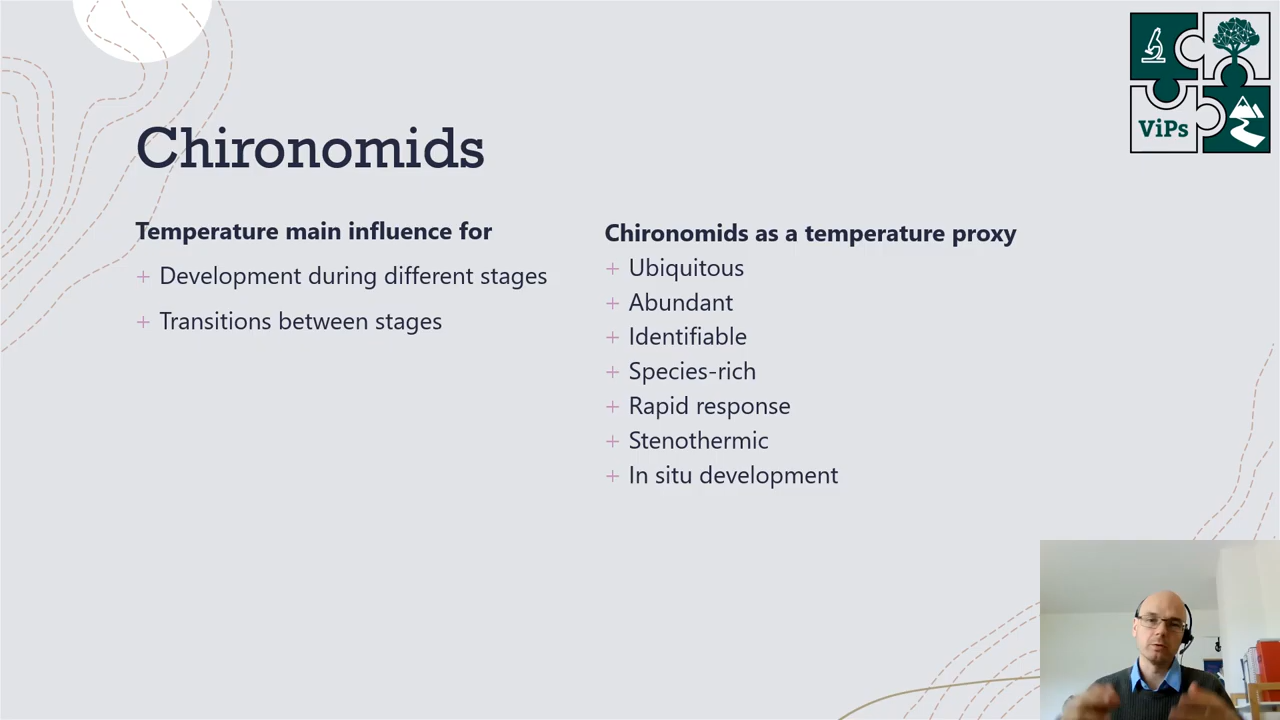 Chironomids
Temperature main influence for
+ Development during different stages
+ Transitions between stages
Chironomids as a temperature proxy
+ Ubiquitous
+ Abundant
+ Identifiable
+ Species-rich
+ Rapid response
+ Stenothermic
+ In situ development
ViPs